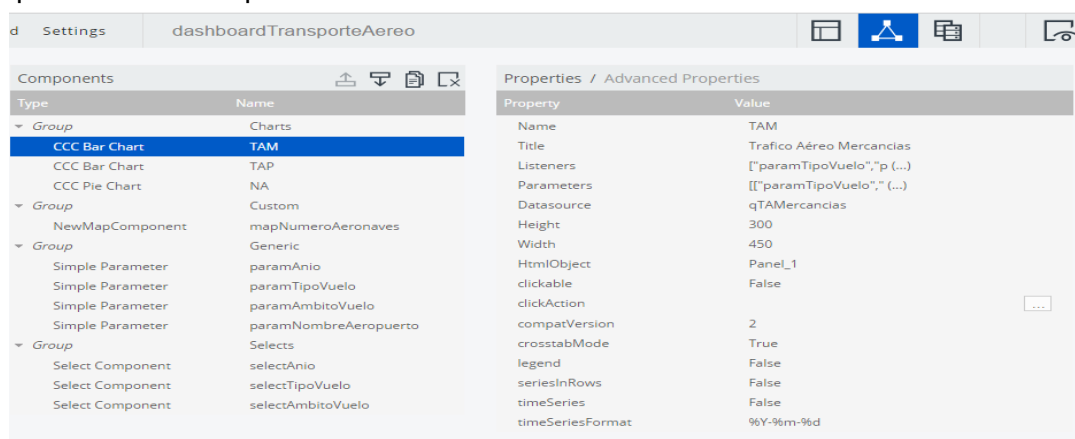 d Settings dashboardTransporteAereo
Components
Type Name
Group Charts
CCC Bar Chart TAM
CCC Bar Chart TAP
CCC Pie Chart NA
Group Custom
NewMapComponent mapNumeroAeronaves
Group Generic
Simple Parameter paramAnio
Simple Parameter paramTipoVuelo
Simple Parameter paramAmbitoVuelo
Simple Parameter paramNombreAeropuerto
Group Selects
Select Component selectAnio
Select Component selectTipoVuelo
Select Component selectAmbitoVuelo
Properties / Advanced Properties
Property Value
Name TAM
Title Trafico Aéreo Mercancias
Listeners ["paramTipoVuelo","p (...)
Parameters [["paramTipoVuelo"," (...)
Datasource qTAMercancias
Height 300
Width 450
HtmlObject Panel_1
clickable False
clickAction ...
compatVersion 2
crosstabMode True
legend False
seriesInRows False
timeSeries False
timeSeriesFormat %Y-%m-%d